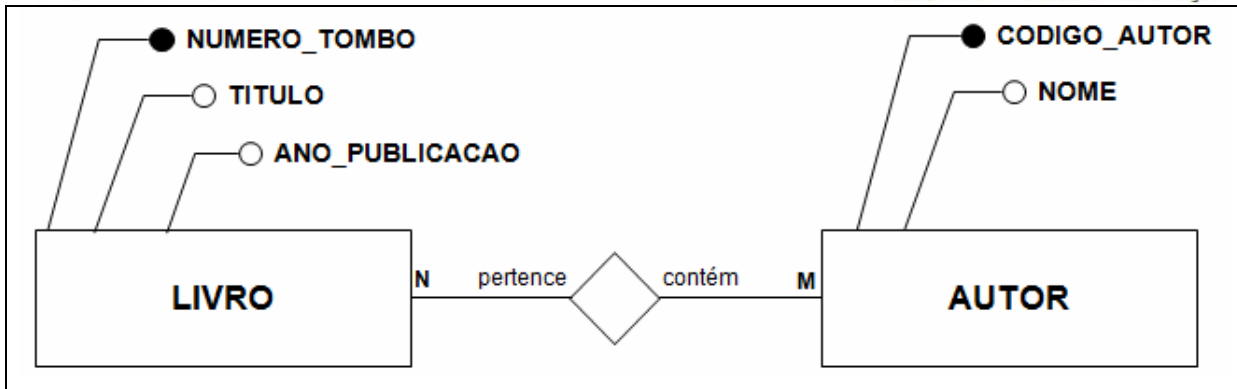 NUMERO_TOMBO
TITULO
ANO_PUBLICACAO
CODIGO_AUTOR
NOME
LIVRO
N
pertence
contém
M
AUTOR